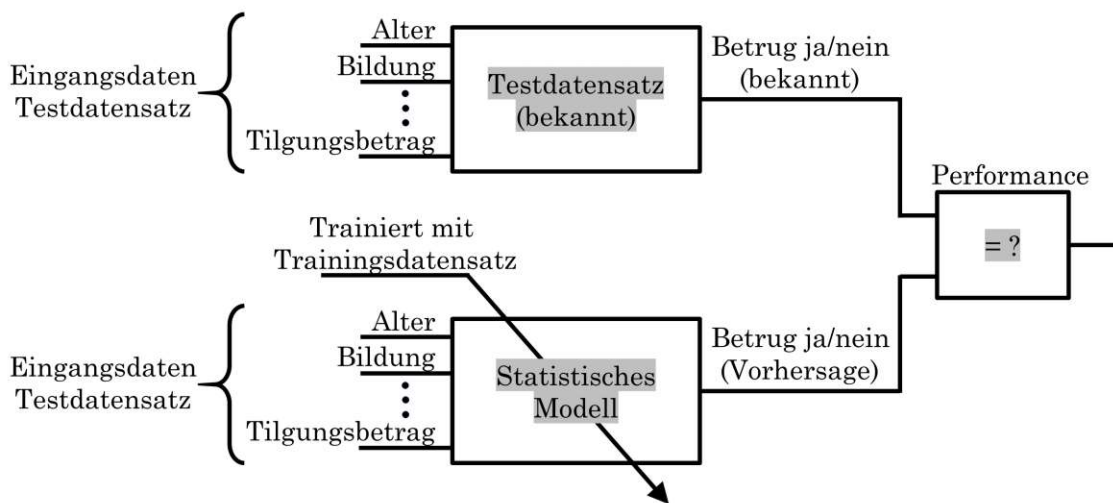 Alter
Bildung
Eingangsdaten
Testdatensatz
Tilgungsbetrag
Testdatensatz
(bekannt)
Betrug ja/nein
(bekannt)
Performance
= ?
Trainiert mit
Trainingsdatensatz
Alter
Bildung
Eingangsdaten
Testdatensatz
Tilgungsbetrag
Statistisches
Modell
Betrug ja/nein
(Vorhersage)